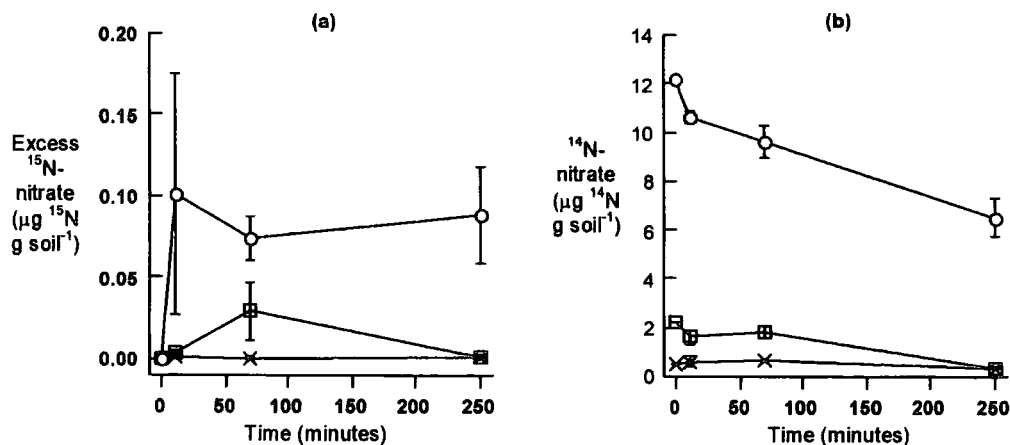 (a)
0.20
0.15
0.10
0.05
0.00
Excess
¹⁵N-
nitrate
(µg ¹⁵N
g soil⁻¹)
0 50 100 150 200 250
Time (minutes)
(b)
14
12
10
8
6
4
2
0
¹⁴N-
nitrate
(µg ¹⁴N
g soil⁻¹)
0 50 100 150 200 250
Time (minutes)